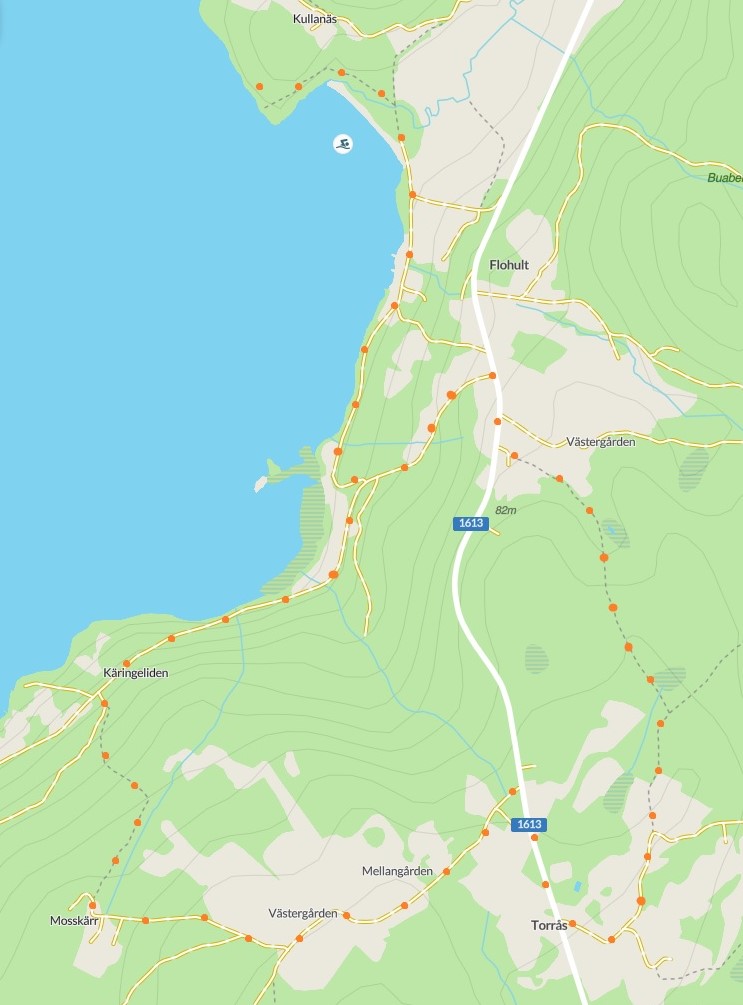 Kullanäs
Buabe
Flohult
Västergården
82m
1613
Käringeliden
1613
Mellangården
Västergården
Mosskärr
Torrås